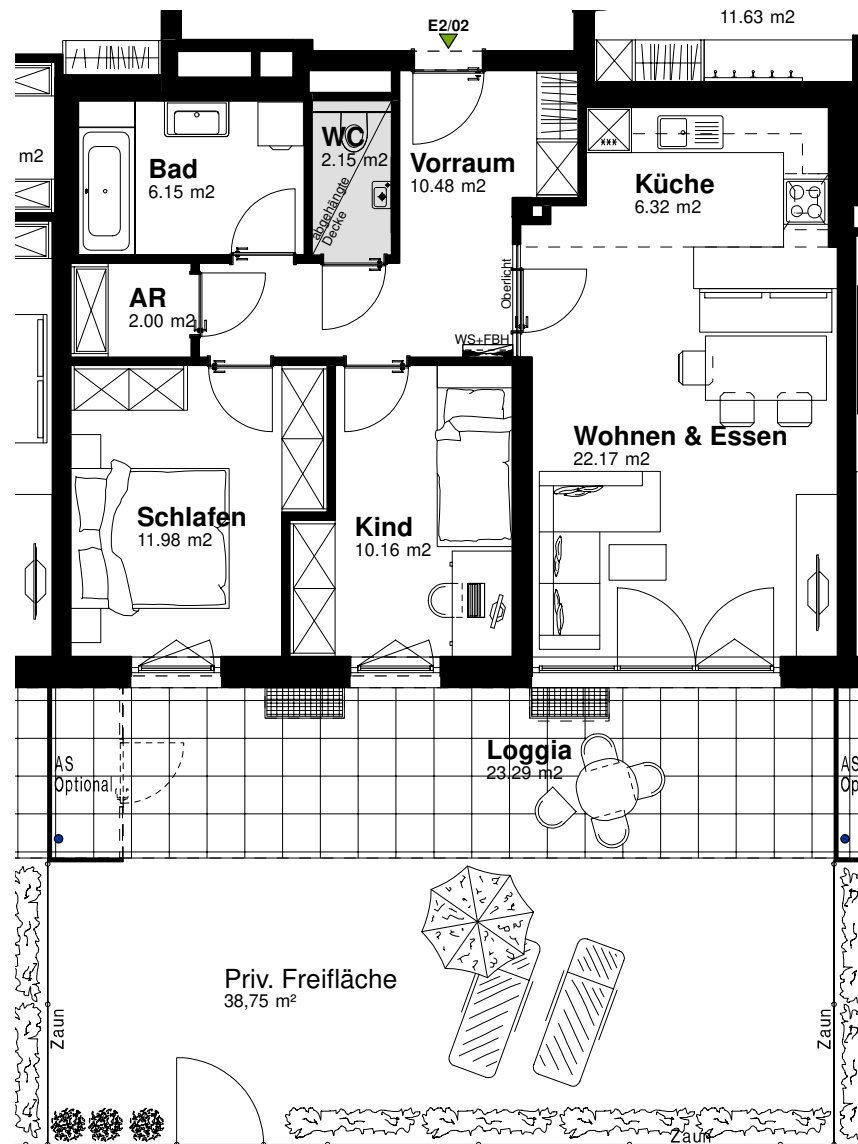 E2/02
11.63 m2
m2
Bad
6.15 m2
WC
2.15 m2
abgehängte
Decke
Vorraum
10.48 m2
Küche
6.32 m2
AR
2.00 m2
Oberlicht
WS+FBH
Wohnen & Essen
22.17 m2
Schlafen
11.98 m2
Kind
10.16 m2
Loggia
23.29 m2
AS
Optional
AS
Op
Priv. Freifläche
38,75 m²
Zaun
Zaun
Zaun